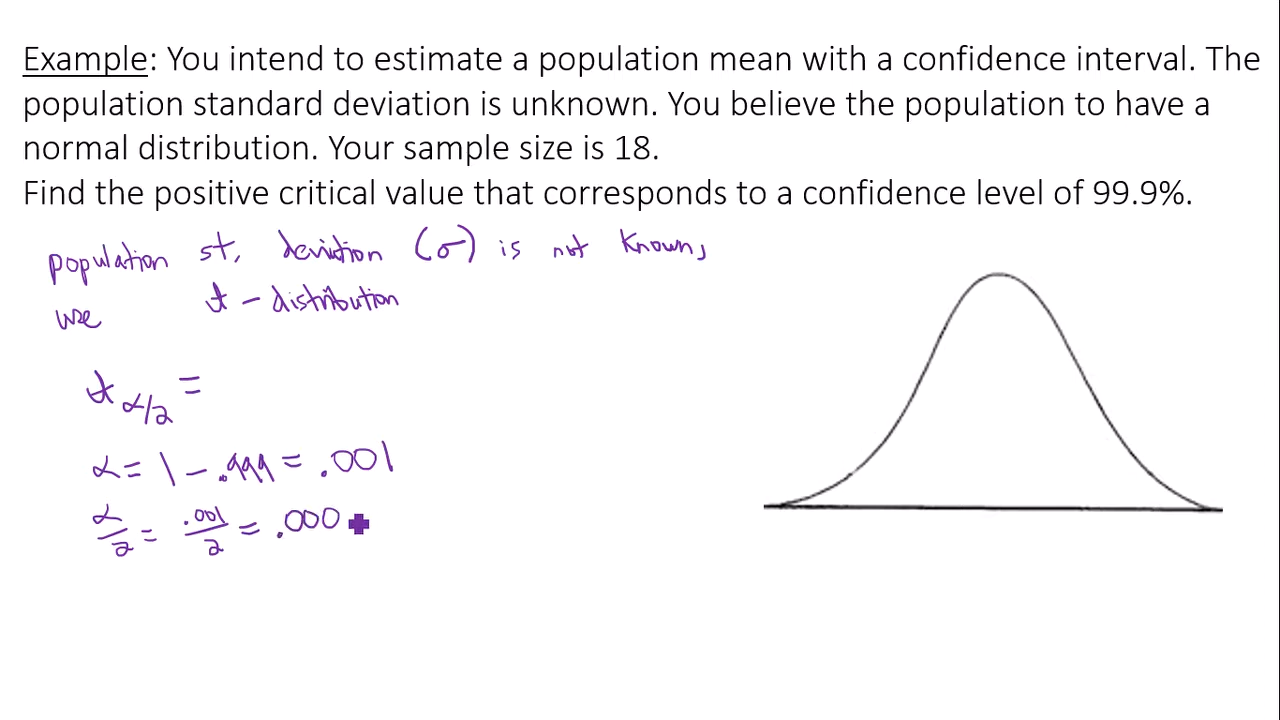 Example: You intend to estimate a population mean with a confidence interval. The
population standard deviation is unknown. You believe the population to have a
normal distribution. Your sample size is 18.
Find the positive critical value that corresponds to a confidence level of 99.9%.
population st. deviation (σ) is not known,
use t - distribution
t α/2 =
α = 1 - .999 = .001
α/2 = .001/2 = .000